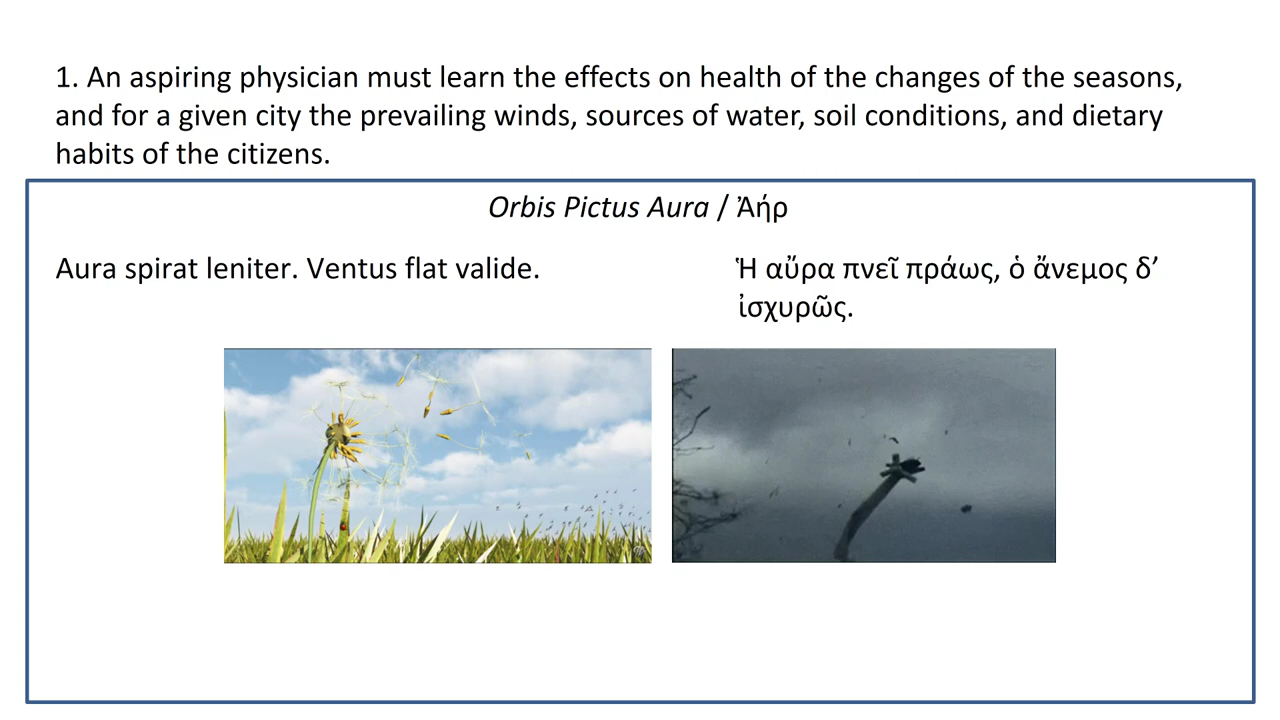 1. An aspiring physician must learn the effects on health of the changes of the seasons,
and for a given city the prevailing winds, sources of water, soil conditions, and dietary
habits of the citizens.
Orbis Pictus Aura / Ἀήρ
Aura spirat leniter. Ventus flat valide.
Ἡ αὔρα πνεῖ πράως, ὁ ἄνεμος δ’
ἰσχυρῶς.